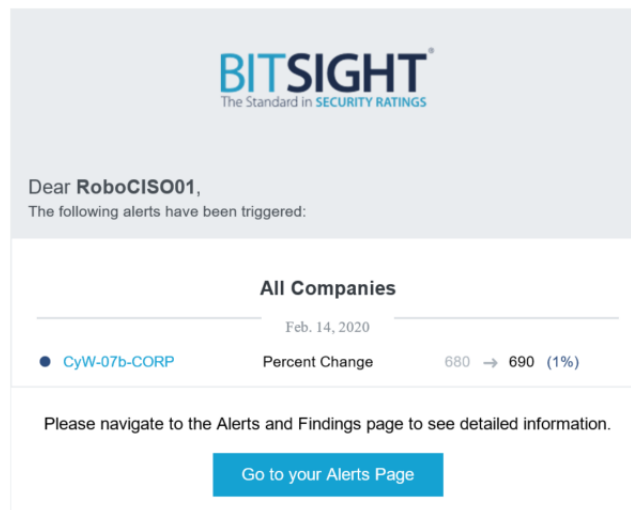 BITSIGHT®
The Standard in SECURITY RATINGS
Dear RoboCISO01,
The following alerts have been triggered:
All Companies
Feb. 14, 2020
CyW-07b-CORP Percent Change 680 → 690 (1%)
Please navigate to the Alerts and Findings page to see detailed information.
Go to your Alerts Page